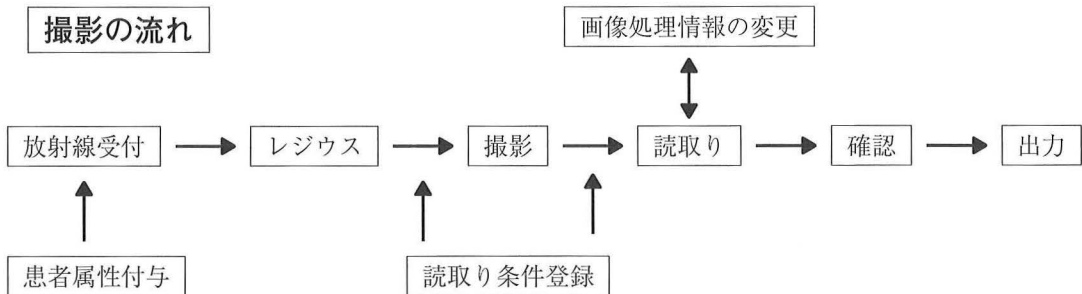 撮影の流れ
画像処理情報の変更
放射線受付
レジウス
撮影
読取り
確認
出力
患者属性付与
読取り条件登録